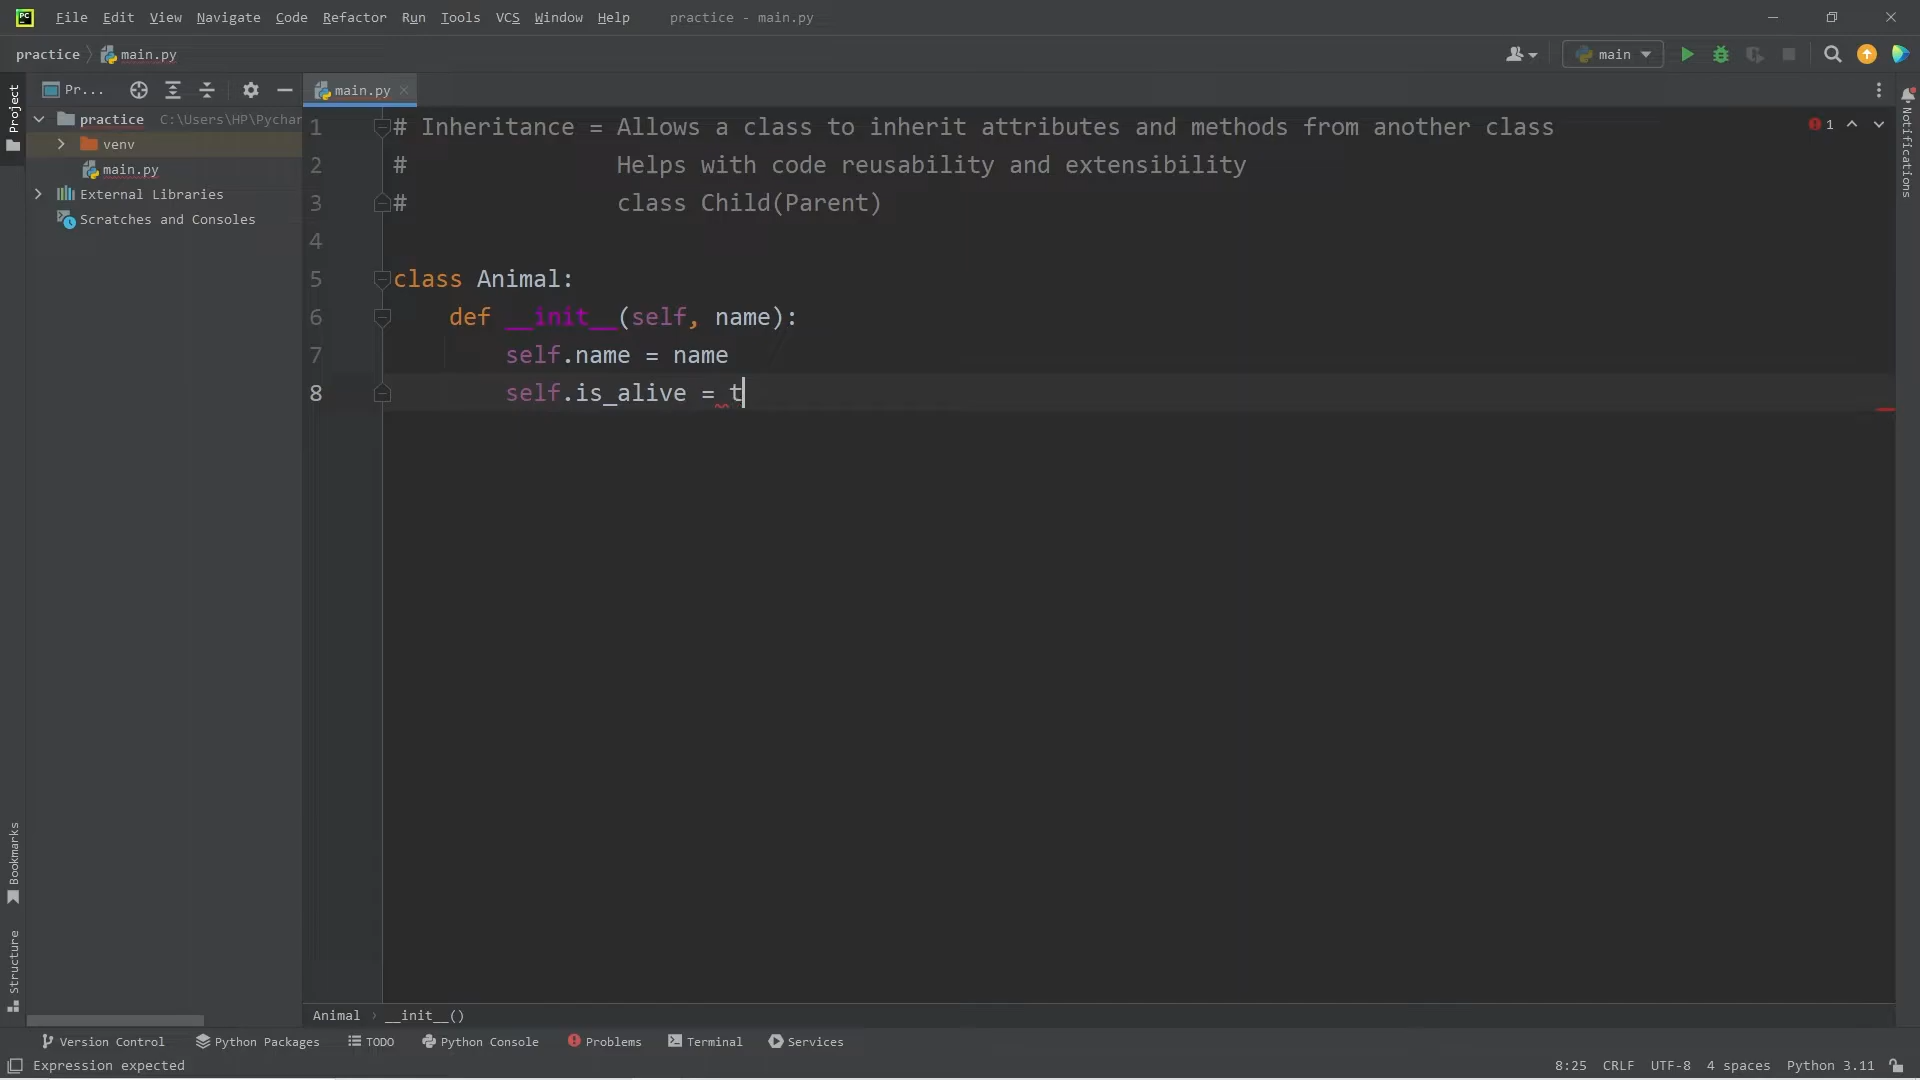 File Edit View Navigate Code Refactor Run Tools VCS Window Help practice - main.py
practice main.py main
Project Pr... main.py Notifications
practice C:\Users\HP\Pychar
venv
main.py
External Libraries
Scratches and Consoles
1 # Inheritance = Allows a class to inherit attributes and methods from another class 1
2 # Helps with code reusability and extensibility
3 # class Child(Parent)
4
5 class Animal:
6 def __init__(self, name):
7 self.name = name
8 self.is_alive = t
Bookmarks
Structure
Animal __init__()
Version Control Python Packages TODO Python Console Problems Terminal Services
Expression expected 8:25 CRLF UTF-8 4 spaces Python 3.11